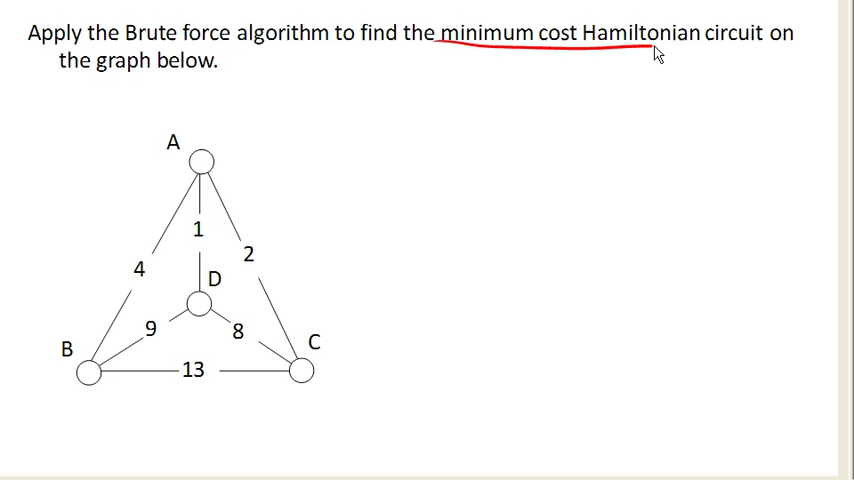 Apply the Brute force algorithm to find the minimum cost Hamiltonian circuit on
the graph below.
A
1
2
4
D
9
8
B
C
13